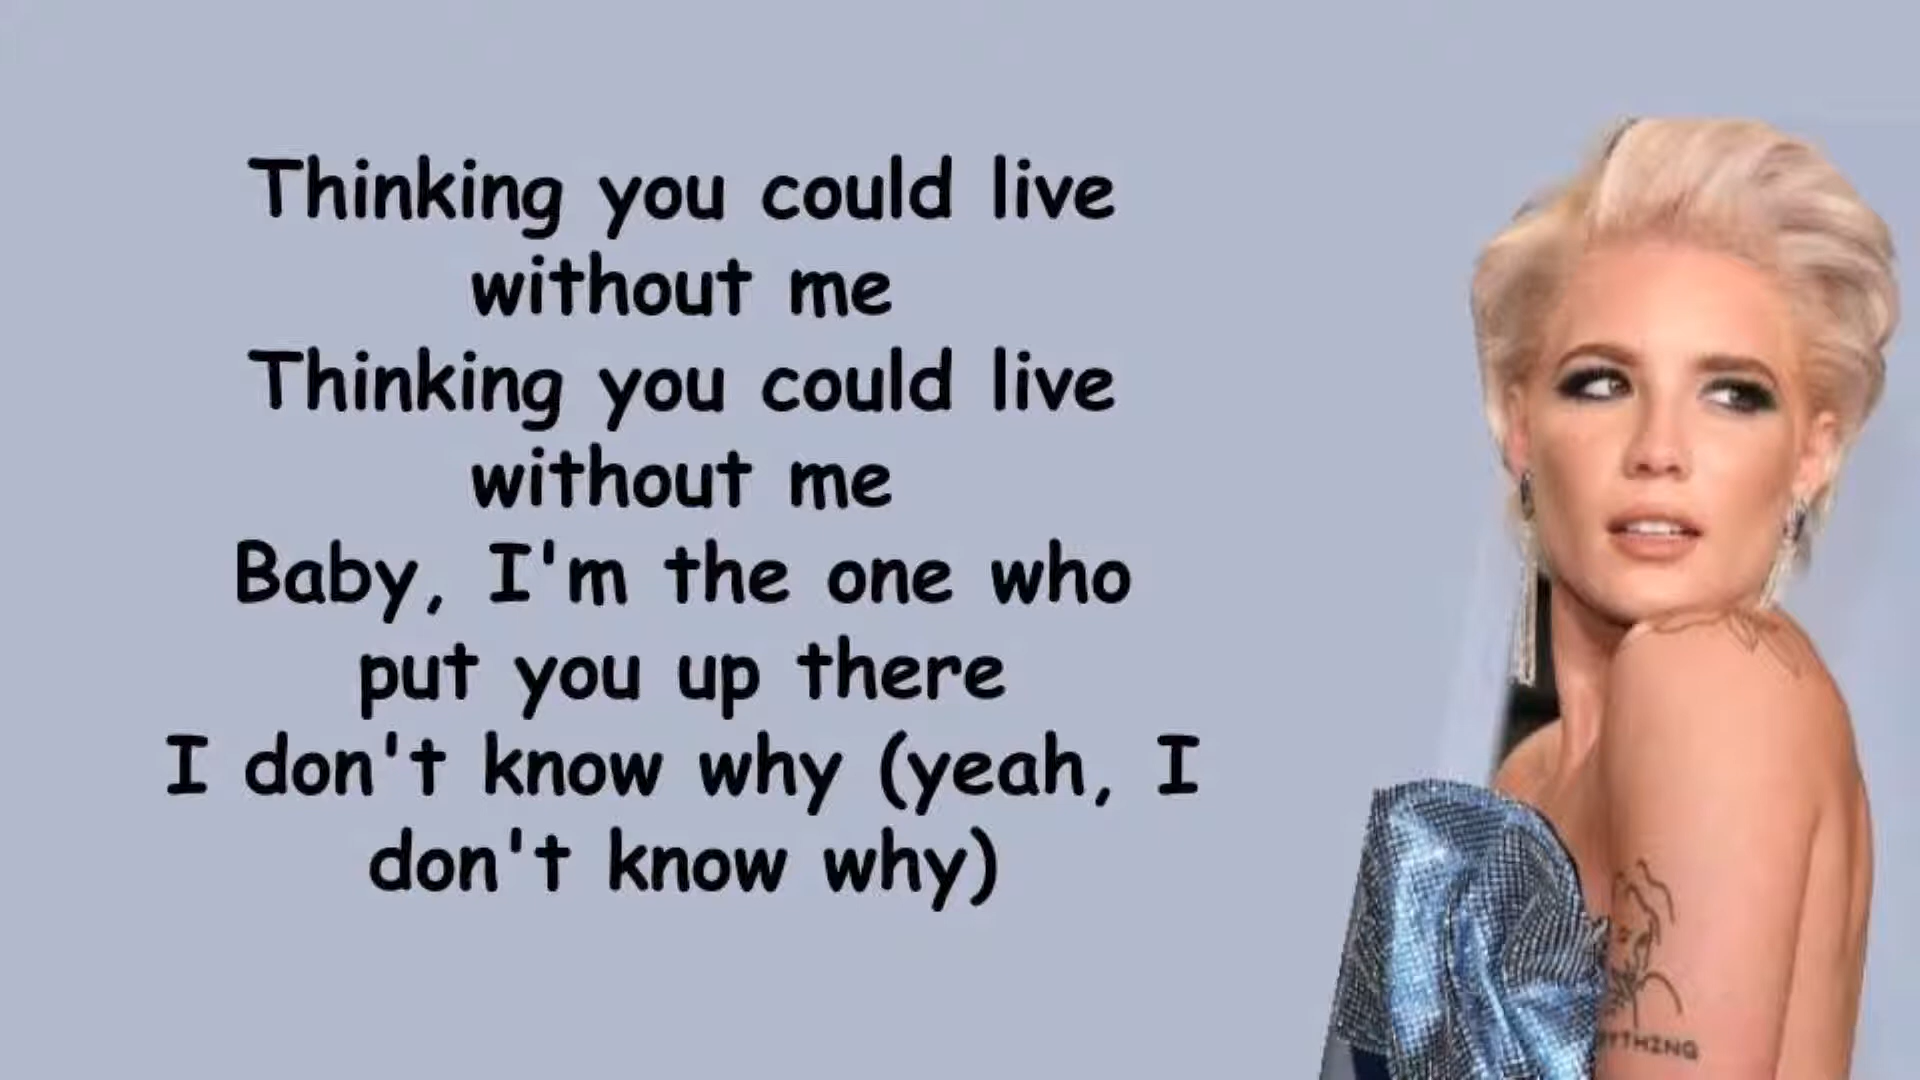 Thinking you could live
without me
Thinking you could live
without me
Baby, I'm the one who
put you up there
I don't know why (yeah, I
don't know why)
YTHING